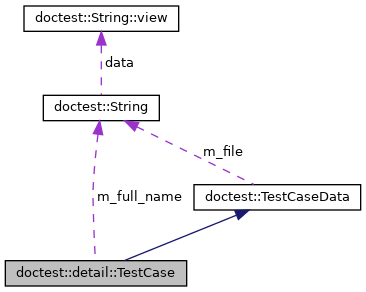 doctest::String::view
data
doctest::String
m_file
m_full_name
doctest::TestCaseData
doctest::detail::TestCase